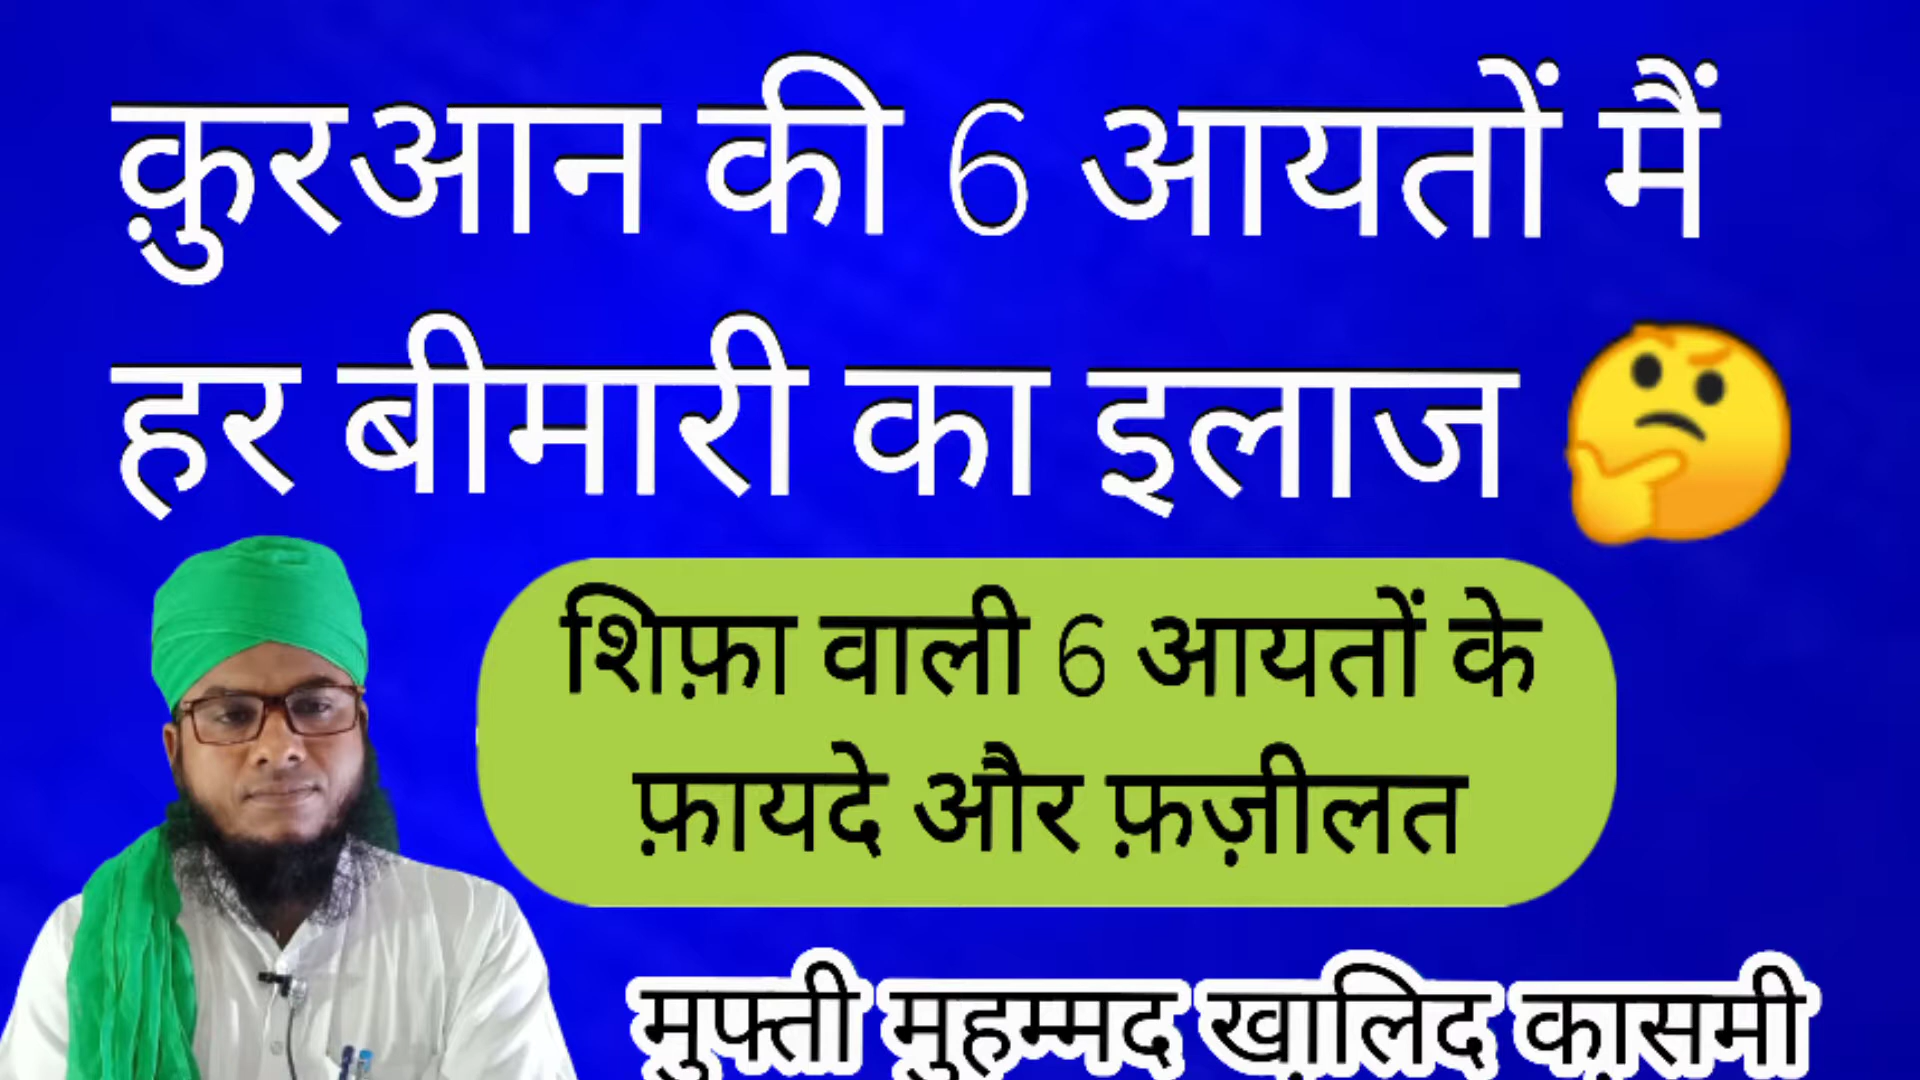 क़ुरआन की 6 आयतों मैं
हर बीमारी का इलाज 🤔
शिफ़ा वाली 6 आयतों के
फ़ायदे और फ़ज़ीलत
मुफ्ती मुहम्मद ख़ालिद क़ासमी